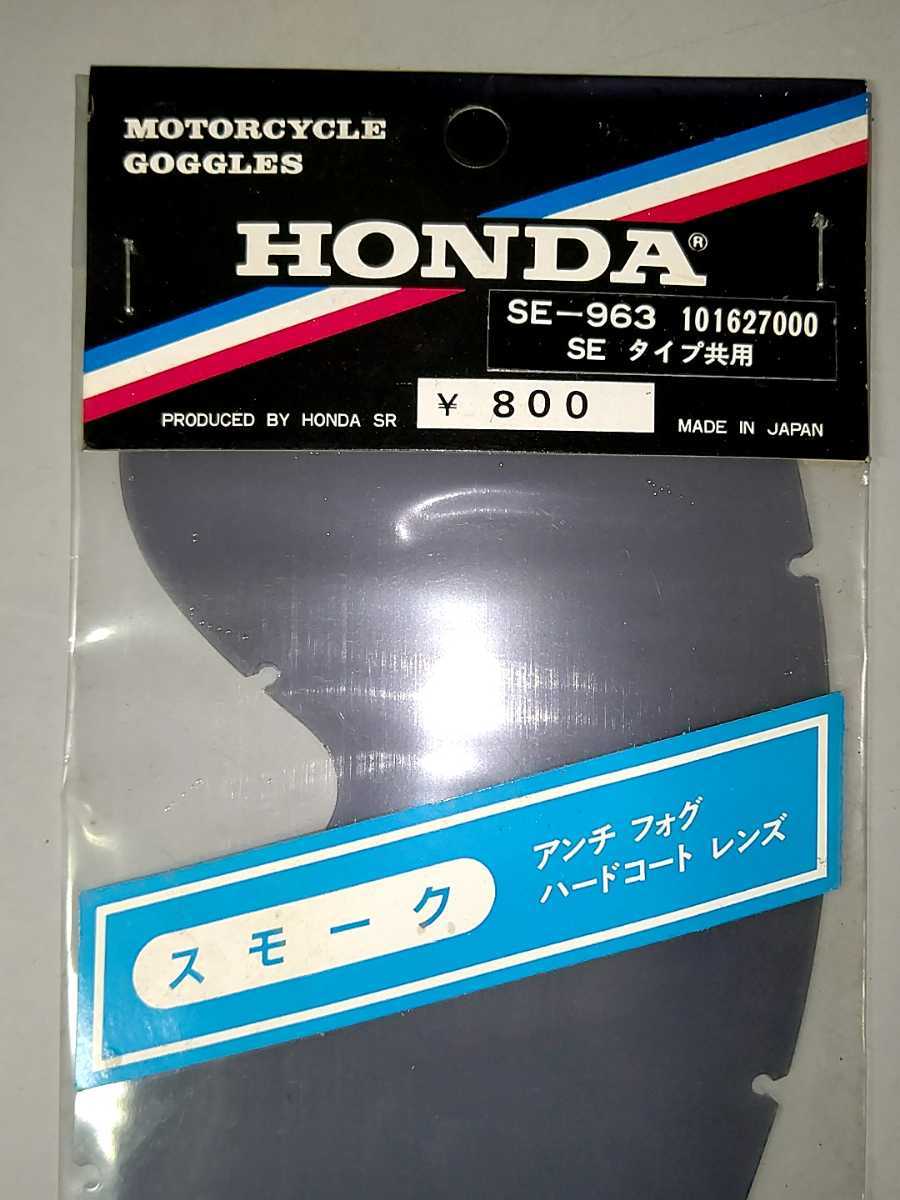 MOTORCYCLE
GOGGLES
HONDA®
SE-963 101627000
SE タイプ共用
¥ 800
PRODUCED BY HONDA SR
MADE IN JAPAN
アンチ フォグ
ハードコート レンズ
スモーク